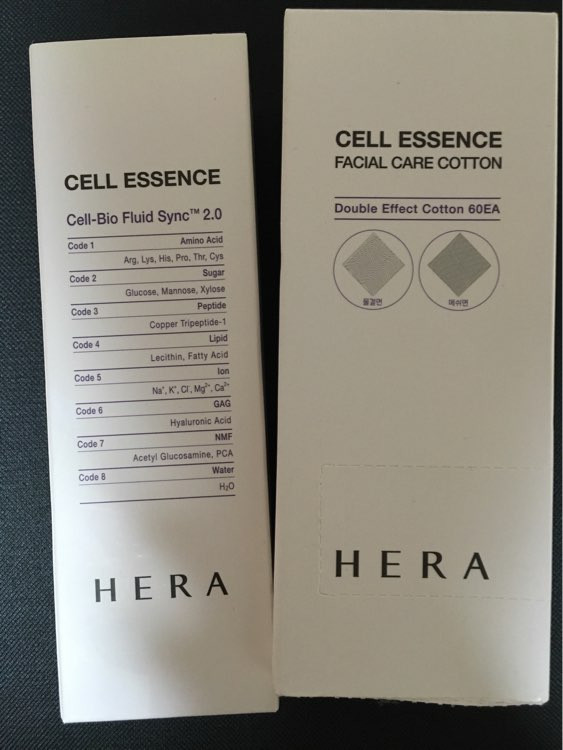 CELL ESSENCE
Cell-Bio Fluid Sync™ 2.0
Code 1 Amino Acid
Arg, Lys, His, Pro, Thr, Cys
Code 2 Sugar
Glucose, Mannose, Xylose
Code 3 Peptide
Copper Tripeptide-1
Code 4 Lipid
Lecithin, Fatty Acid
Code 5 Ion
Na⁺, K⁺, Cl⁻, Mg²⁺, Ca²⁺
Code 6 GAG
Hyaluronic Acid
Code 7 NMF
Acetyl Glucosamine, PCA
Code 8 Water
H₂O
HERA
CELL ESSENCE
FACIAL CARE COTTON
Double Effect Cotton 60EA
물결면 메쉬면
HERA